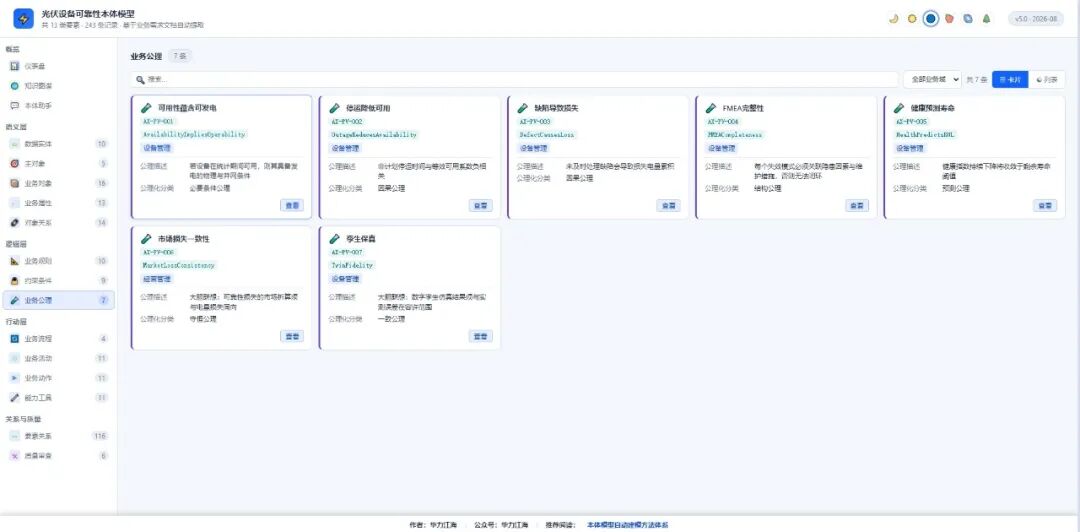 光伏设备可靠性本体模型
共 13 类要素 · 243 条记录 · 基于业务需求文档自动提取
v5.0 · 2026-08
概览
仪表盘
知识图谱
本体助手
语义层
数据实体 10
主对象 5
业务对象 16
业务属性 13
对象关系 14
逻辑层
业务规则 10
约束条件 9
业务公理 7
行动层
业务流程 4
业务活动 11
业务动作 11
能力工具 11
关系与质量
要素关系 116
质量审查 6
业务公理 7 条
搜索...
全部业务域 共 7 条 卡片 列表
可用性蕴含可发电
AX-PV-001
AvailabilityImpliesOperability
设备管理
公理描述 若设备在统计期间可用，则其具备发
电的物理与并网条件
公理化分类 必要条件公理
查看
停运降低可用
AX-PV-002
OutageReducesAvailability
设备管理
公理描述 非计划停运时间与等效可用系数负相
关
公理化分类 因果公理
查看
缺陷导致损失
AX-PV-003
DefectCausesLoss
设备管理
公理描述 未及时处理缺陷会导致损失电量累积
公理化分类 因果公理
查看
FMEA完整性
AX-PV-004
FMEACompleteness
设备管理
公理描述 每个失效模式必须关联原因要素与维
护措施，否则无法闭环
公理化分类 结构公理
查看
健康预测寿命
AX-PV-005
HealthPredictsRUL
设备管理
公理描述 健康指数持续下降将收敛于剩余寿命
阈值
公理化分类 预测公理
查看
市场损失一致性
AX-PV-006
MarketLossConsistency
经营管理
公理描述 大脑联想：可靠性损失的市场折算须
与电量损失同向
公理化分类 守恒公理
查看
孪生保真
AX-PV-007
TwinFidelity
设备管理
公理描述 大脑联想：数字孪生仿真结果须与实
测误差在容许范围
公理化分类 一致公理
查看
作者：华力江海 公众号：华力江海 推荐阅读： 本体模型自动建模方法体系